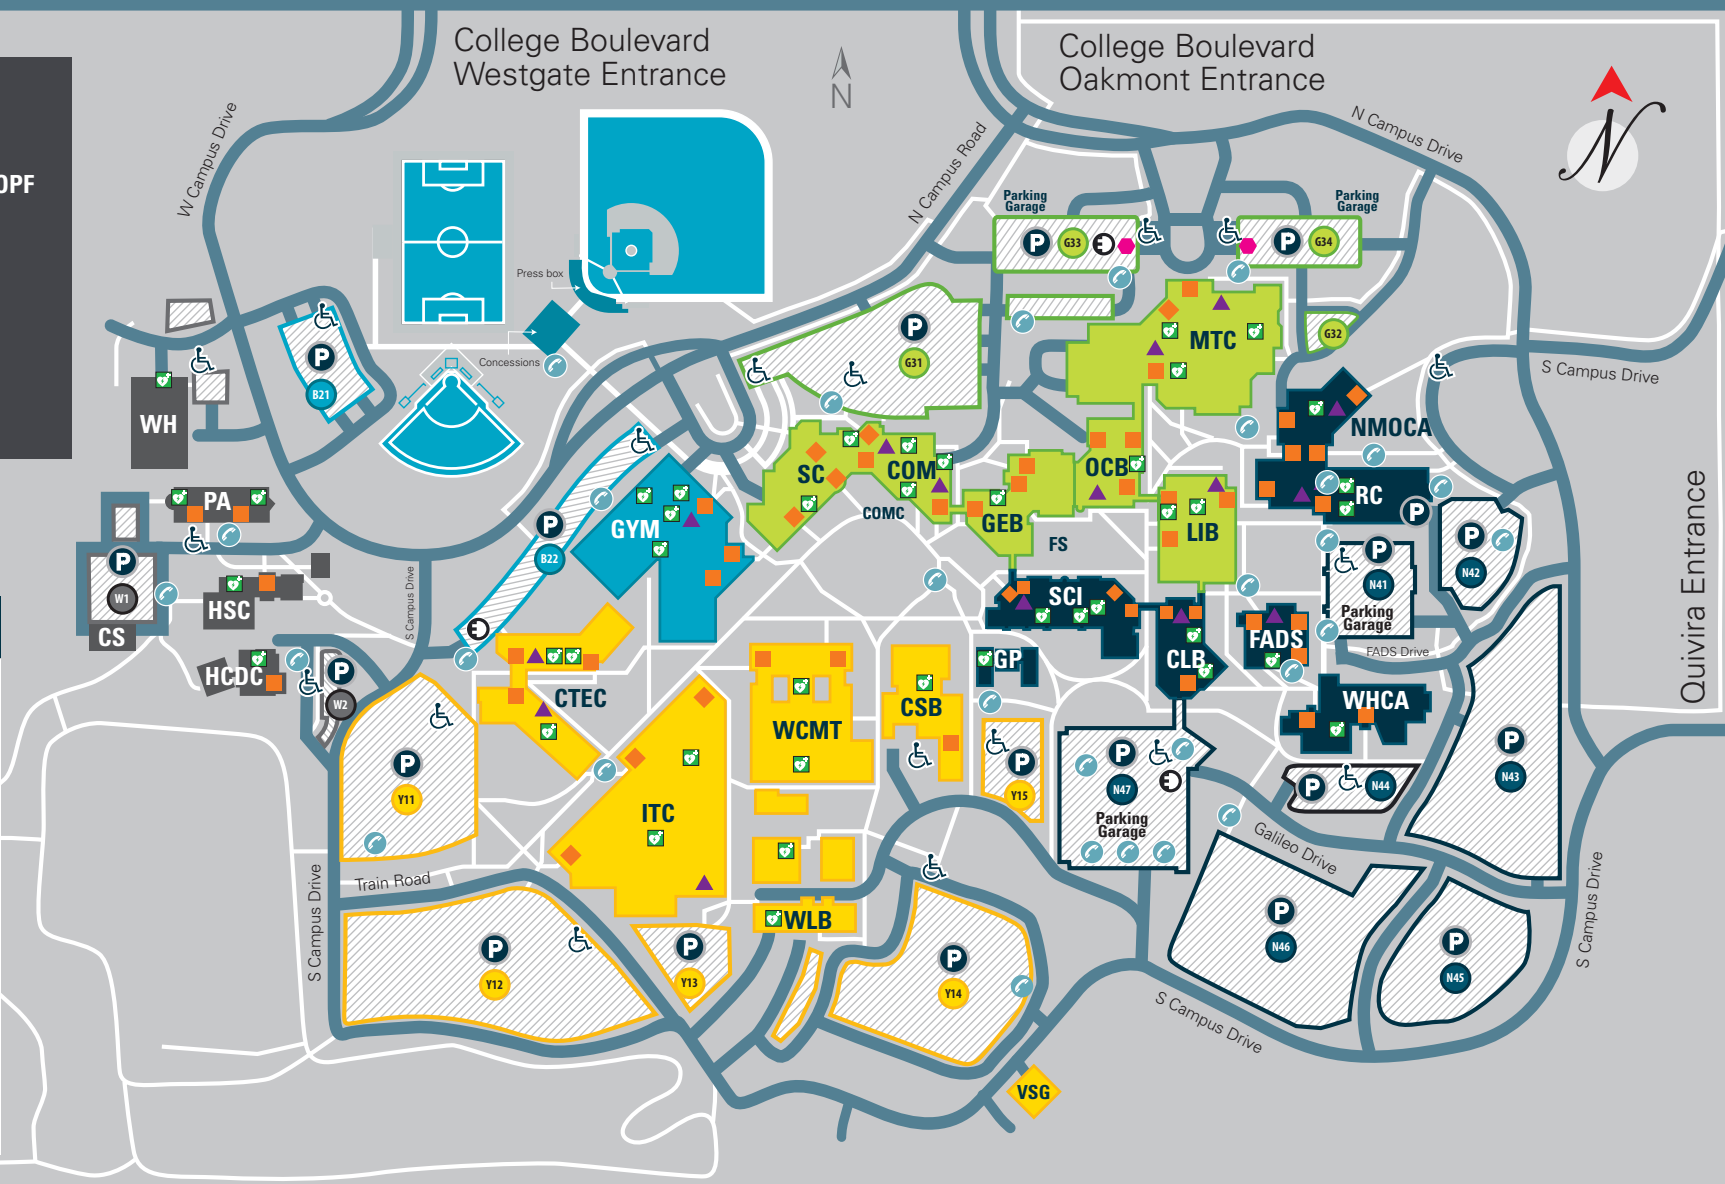 College Boulevard
Westgate Entrance
College Boulevard
Oakmont Entrance
N
N
W Campus Drive
N Campus Road
N Campus Drive
OPF
Parking
Garage
P
G33
Parking
Garage
P
G34
Press box
Concessions
P
B21
P
G31
G32
MTC
S Campus Drive
WH
NMOCA
PA
SC
COM
COMC
OCB
GEB
LIB
RC
P
FS
GYM
P
B22
P
W1
CS
HSC
HCDC
P
W2
S Campus Drive
SCI
GP
CLB
FADS
P
N41
Parking
Garage
FADS Drive
P
N42
Quivira Entrance
WHCA
CTEC
WCMT
CSB
P
Y11
ITC
P
Y15
P
N47
Parking
Garage
P
N44
P
N43
Galileo Drive
Train Road
S Campus Drive
WLB
P
Y12
P
Y13
P
Y14
P
N46
P
N45
S Campus Drive
S Campus Drive
VSG